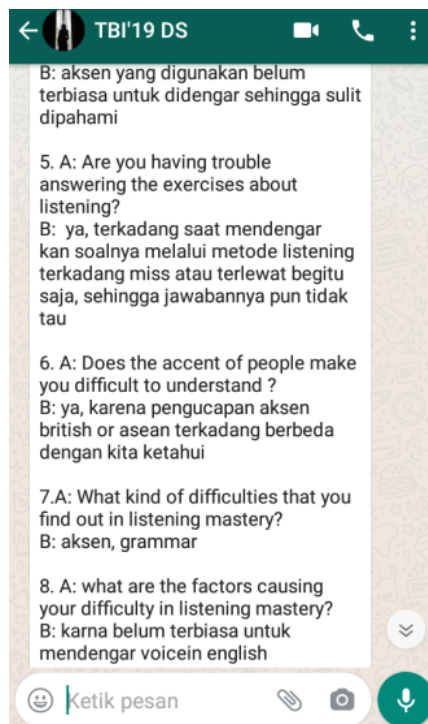 TBI'19 DS
B: aksen yang digunakan belum
terbiasa untuk didengar sehingga sulit
dipahami
5. A: Are you having trouble
answering the exercises about
listening?
B:  ya, terkadang saat mendengar
kan soalnya melalui metode listening
terkadang miss atau terlewat begitu
saja, sehingga jawabannya pun tidak
tau
6. A: Does the accent of people make
you difficult to understand ?
B: ya, karena pengucapan aksen
british or asean terkadang berbeda
dengan kita ketahui
7.A: What kind of difficulties that you
find out in listening mastery?
B: aksen, grammar
8. A: what are the factors causing
your difficulty in listening mastery?
B: karna belum terbiasa untuk
mendengar voicein english
Ketik pesan